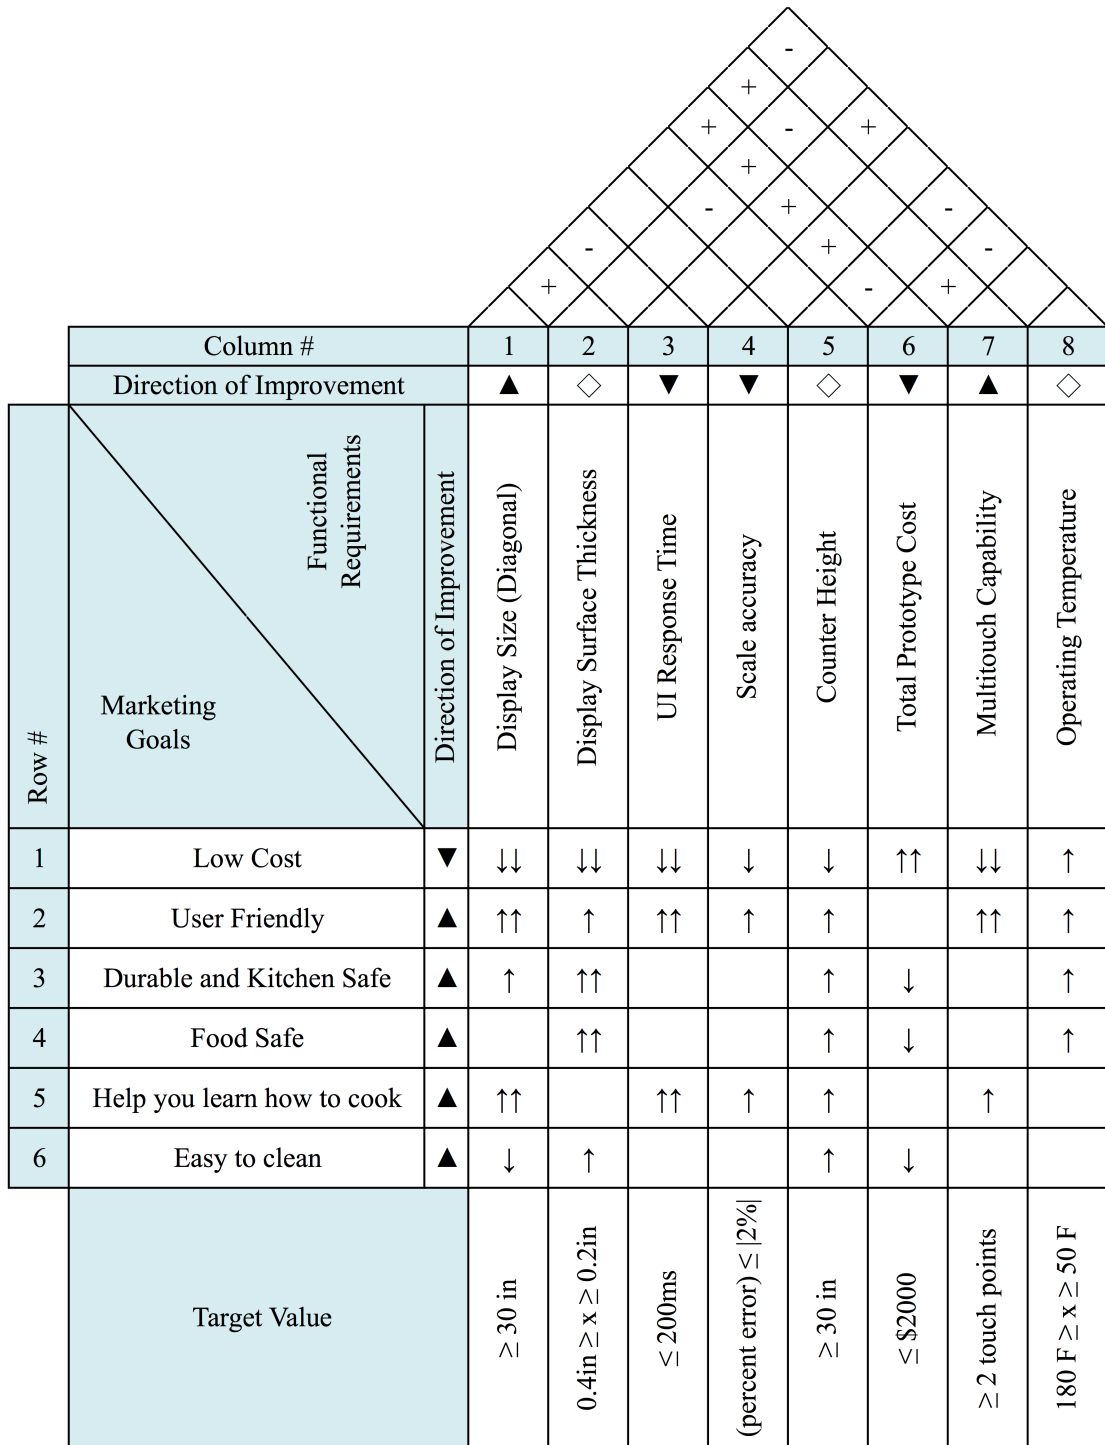 -
+
+ - +
+
- + -
- + -
+ - +
Column # 1 2 3 4 5 6 7 8
Direction of Improvement ▲ ◇ ▼ ▼ ◇ ▼ ▲ ◇
Row #
Functional
Requirements
Marketing
Goals
Direction of Improvement
Display Size (Diagonal)
Display Surface Thickness
UI Response Time
Scale accuracy
Counter Height
Total Prototype Cost
Multitouch Capability
Operating Temperature
1 Low Cost ▼ ↓↓ ↓↓ ↓↓ ↓ ↓ ↑↑ ↓↓ ↑
2 User Friendly ▲ ↑↑ ↑ ↑↑ ↑ ↑ ↑↑ ↑
3 Durable and Kitchen Safe ▲ ↑ ↑↑ ↑ ↓ ↑
4 Food Safe ▲ ↑↑ ↑ ↓ ↑
5 Help you learn how to cook ▲ ↑↑ ↑↑ ↑ ↑ ↑
6 Easy to clean ▲ ↓ ↑ ↑ ↓
Target Value
≥ 30 in
0.4in ≥ x ≥ 0.2in
≤ 200ms
(percent error) ≤ |2%|
≥ 30 in
≤ $2000
≥ 2 touch points
180 F ≥ x ≥ 50 F